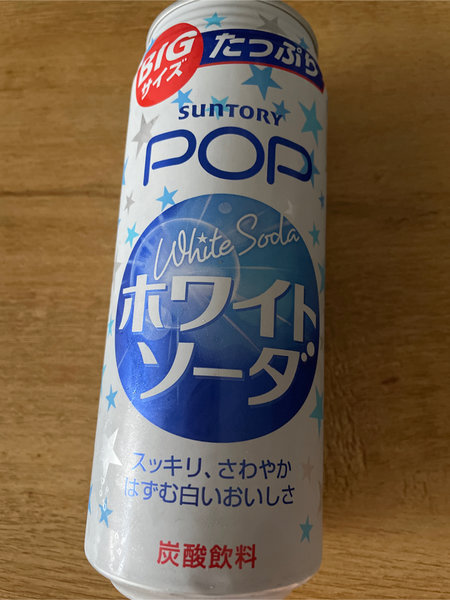 BIG
サイズ
たっぷり
SUNTORY
POP
White Soda
ホワイト
ソーダ
スッキリ、さわやか
はずむ白いおいしさ
炭酸飲料